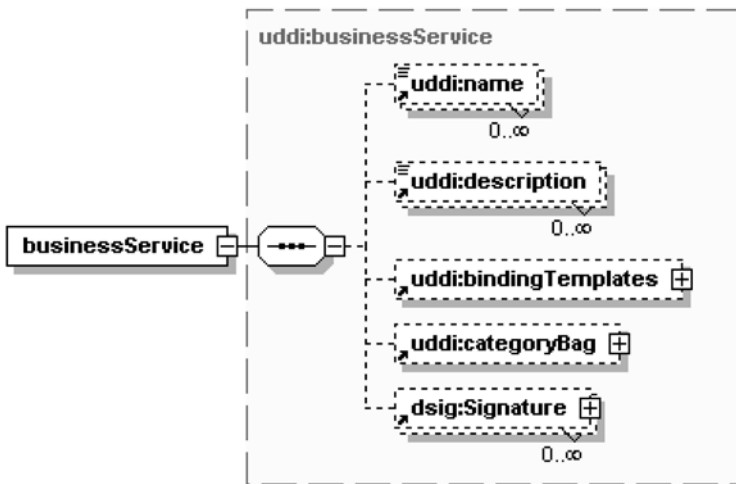 uddi:businessService
uddi:name
0..∞
uddi:description
0..∞
businessService
uddi:bindingTemplates
uddi:categoryBag
dsig:Signature
0..∞